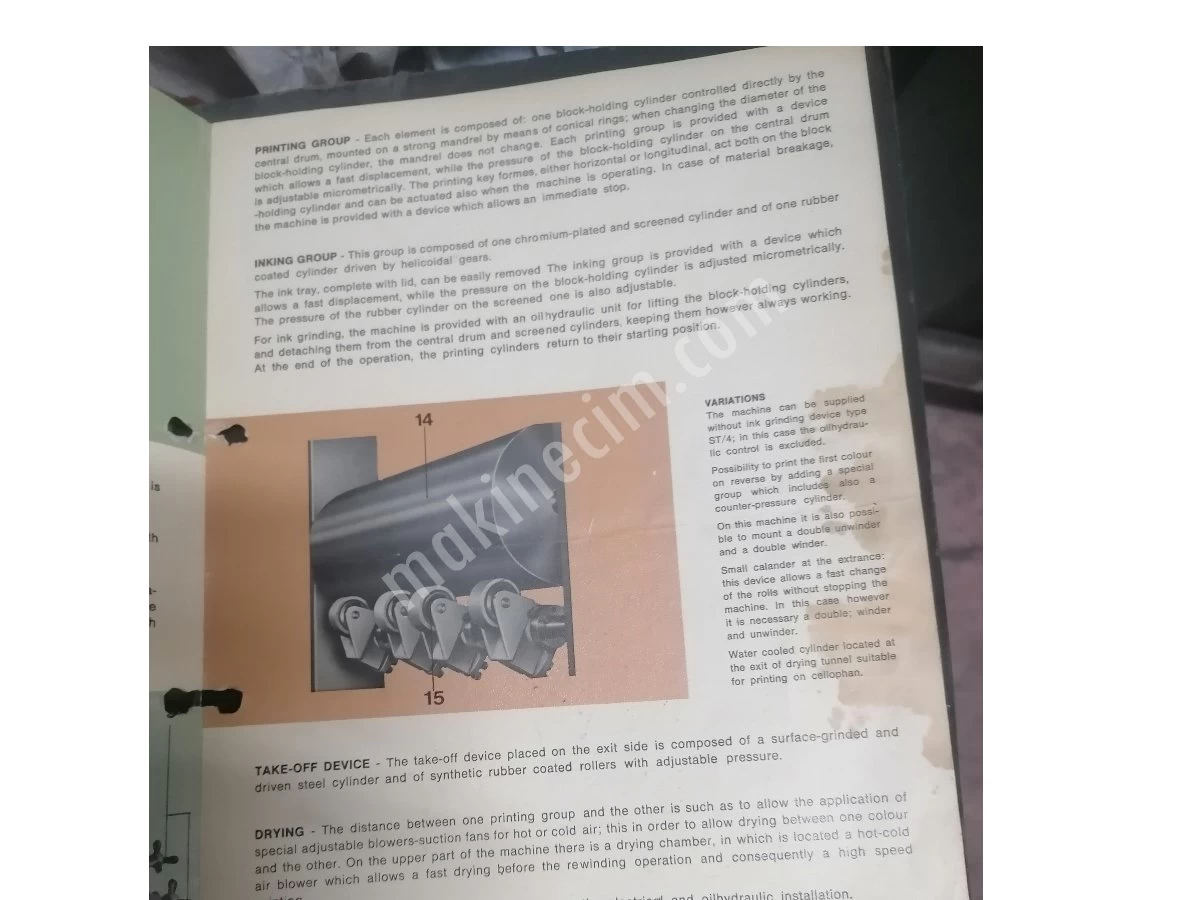 PRINTING GROUP - Each element is composed of: one block-holding cylinder controlled directly by the
central drum, mounted on a strong mandrel by means of conical rings; when changing the diameter of the
block-holding cylinder, the mandrel does not change. Each printing group is provided with a device
which allows a fast displacement, while the pressure of the block-holding cylinder on the central drum
is adjustable micrometrically. The printing key formes, either horizontal or longitudinal, act both on the block
-holding cylinder and can be actuated also when the machine is operating. In case of material breakage,
the machine is provided with a device which allows an immediate stop.
INKING GROUP - This group is composed of one chromium-plated and screened cylinder and of one rubber
coated cylinder driven by helicoidal gears.
The ink tray, complete with lid, can be easily removed The inking group is provided with a device which
allows a fast displacement, while the pressure on the block-holding cylinder is adjusted micrometrically.
The pressure of the rubber cylinder on the screened one is also adjustable.
For ink grinding, the machine is provided with an oilhydraulic unit for lifting the block-holding cylinders,
and detaching them from the central drum and screened cylinders, keeping them however always working.
At the end of the operation, the printing cylinders return to their starting position.
14
15
makinecim.com
VARIATIONS
The machine can be supplied
without ink grinding device type
ST/4; in this case the oilhydrau-
lic control is excluded.
Possibility to print the first colour
on reverse by adding a special
group which includes also a
counter-pressure cylinder.
On this machine it is also possi-
ble to mount a double unwinder
and a double winder.
Small calander at the extrance:
this device allows a fast change
of the rolls without stopping the
machine. In this case however
it is necessary a double; winder
and unwinder.
Water cooled cylinder located at
the exit of drying tunnel suitable
for printing on cellophan.
TAKE-OFF DEVICE - The take-off device placed on the exit side is composed of a surface-grinded and
driven steel cylinder and of synthetic rubber coated rollers with adjustable pressure.
DRYING - The distance between one printing group and the other is such as to allow the application of
special adjustable blowers-suction fans for hot or cold air; this in order to allow drying between one colour
and the other. On the upper part of the machine there is a drying chamber, in which is located a hot-cold
air blower which allows a fast drying before the rewinding operation and consequently a high speed
and oilhydraulic installation.
is